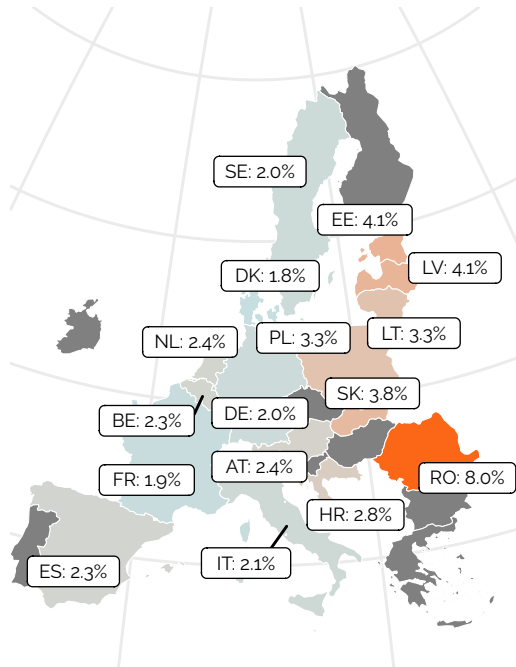 SE: 2.0%
EE: 4.1%
LV: 4.1%
DK: 1.8%
LT: 3.3%
NL: 2.4%
PL: 3.3%
SK: 3.8%
BE: 2.3%
DE: 2.0%
AT: 2.4%
FR: 1.9%
RO: 8.0%
HR: 2.8%
IT: 2.1%
ES: 2.3%